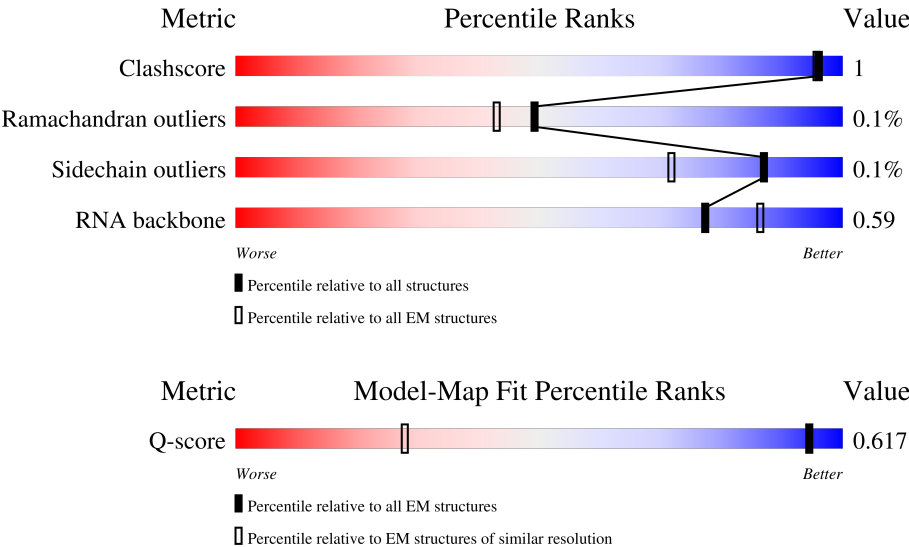 Metric Percentile Ranks Value
Clashscore 1
Ramachandran outliers 0.1%
Sidechain outliers 0.1%
RNA backbone 0.59
Worse Better
Percentile relative to all structures
Percentile relative to all EM structures
Metric Model-Map Fit Percentile Ranks Value
Q-score 0.617
Worse Better
Percentile relative to all EM structures
Percentile relative to EM structures of similar resolution